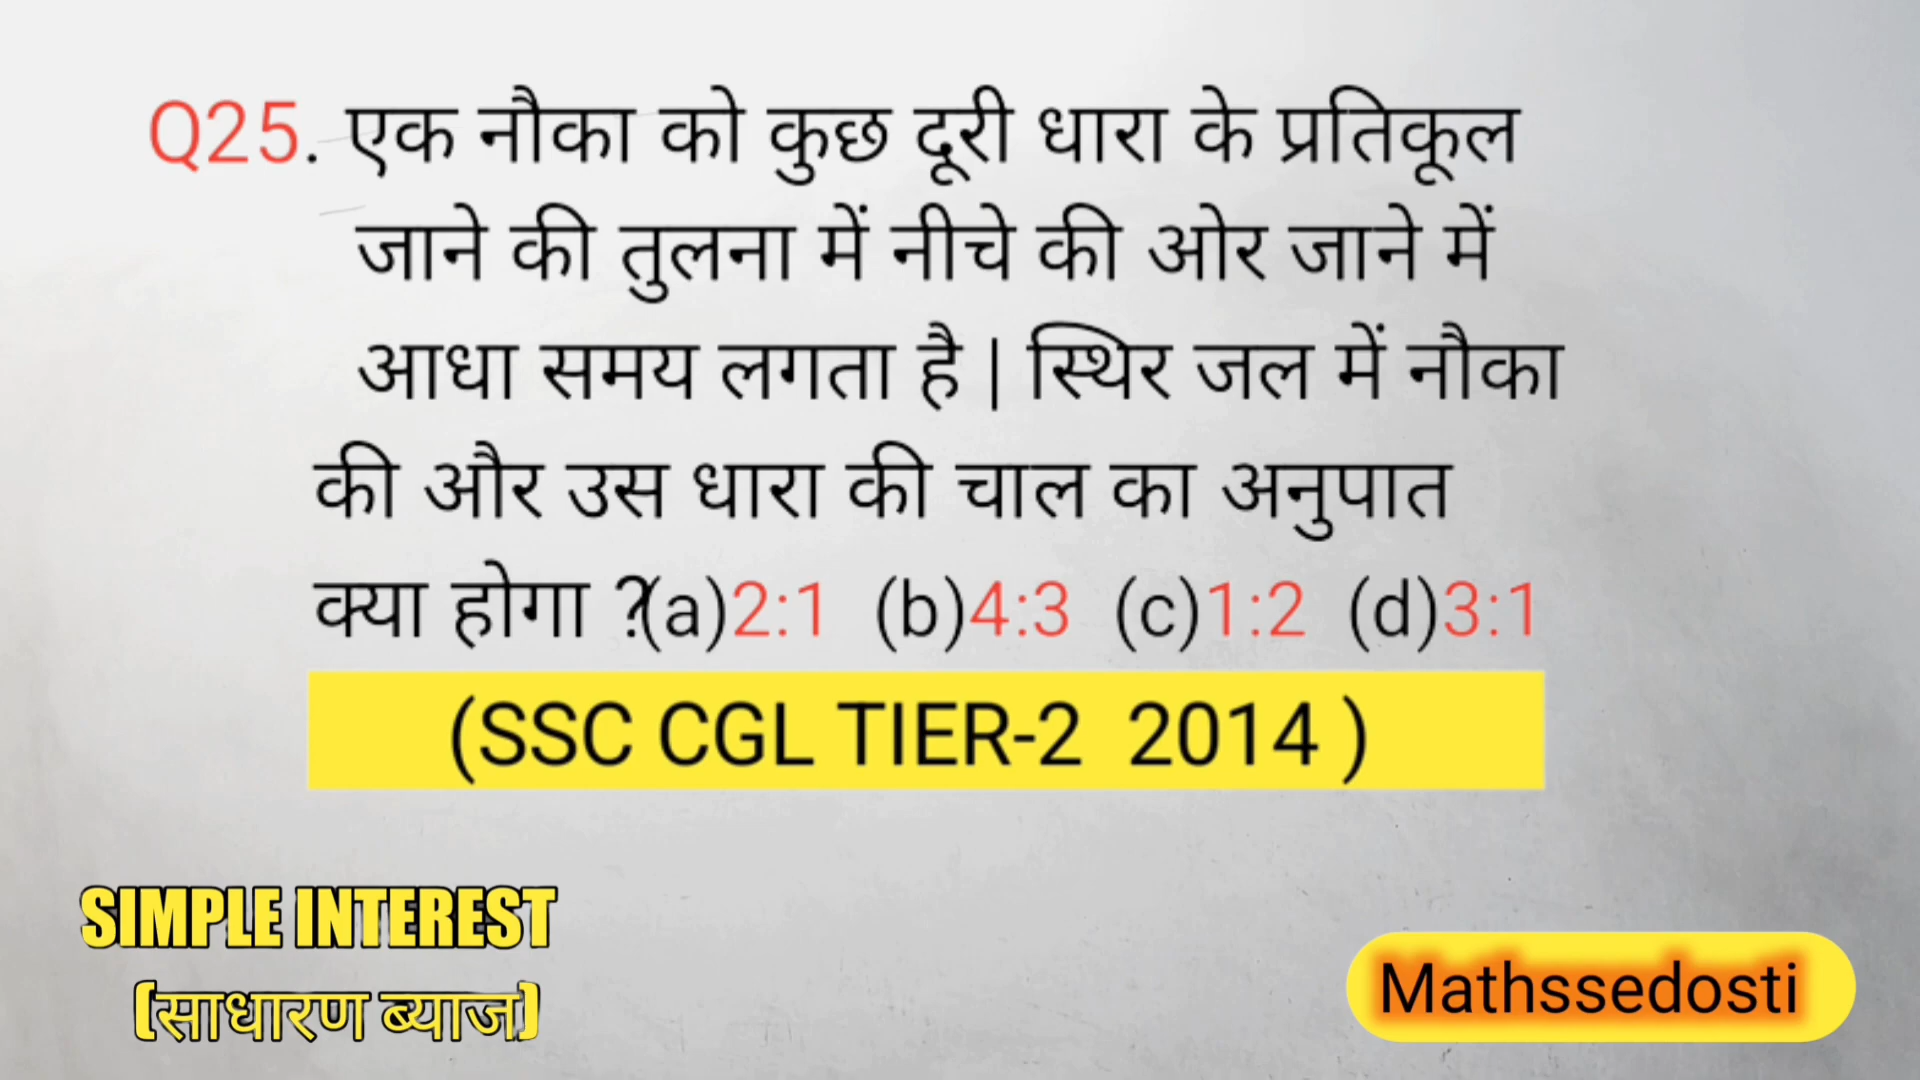 Q25. एक नौका को कुछ दूरी धारा के प्रतिकूल
जाने की तुलना में नीचे की ओर जाने में
आधा समय लगता है | स्थिर जल में नौका
की और उस धारा की चाल का अनुपात
क्या होगा ?(a)2:1 (b)4:3 (c)1:2 (d)3:1
(SSC CGL TIER-2 2014 )
SIMPLE INTEREST
(साधारण ब्याज)
Mathssedosti